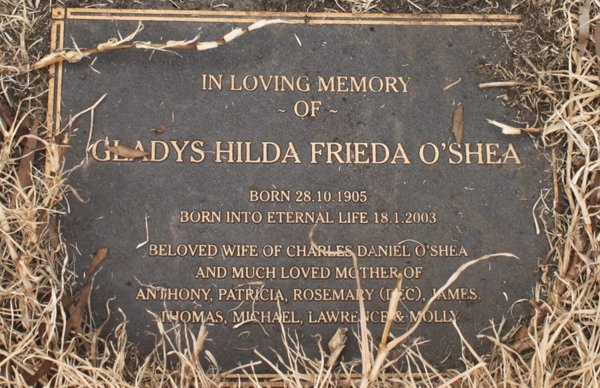 IN LOVING MEMORY
~ OF ~
GLADYS HILDA FRIEDA O'SHEA
BORN 28.10.1905
BORN INTO ETERNAL LIFE 18.1.2003
BELOVED WIFE OF CHARLES DANIEL O'SHEA
AND MUCH LOVED MOTHER OF
ANTHONY, PATRICIA, ROSEMARY (DEC), JAMES,
THOMAS, MICHAEL, LAWRENCE & MOLLY